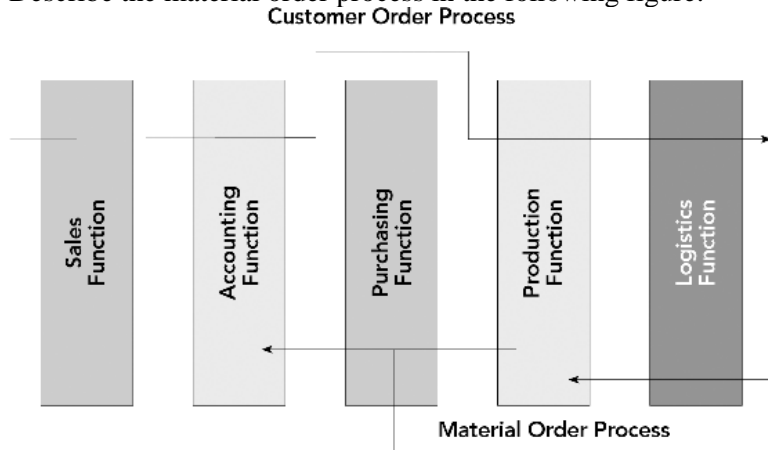 Describe the material order process in the following figure.
Customer Order Process
Sales
Function
Accounting
Function
Purchasing
Function
Production
Function
Logistics
Function
Material Order Process